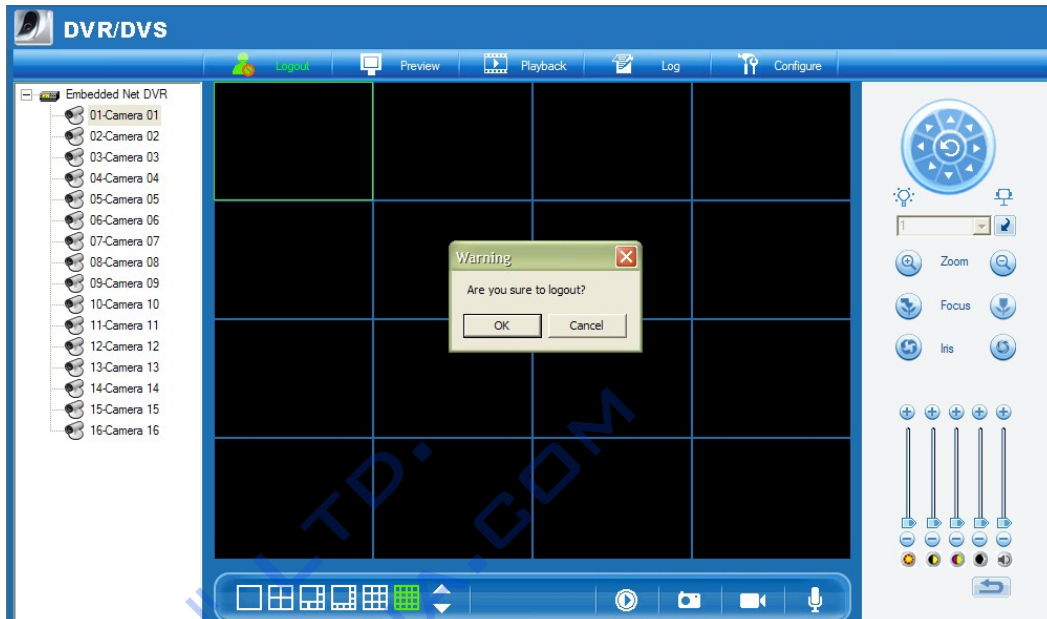 DVR/DVS
Logout Preview Playback Log Configure
Embedded Net DVR
01-Camera 01
02-Camera 02
03-Camera 03
04-Camera 04
05-Camera 05
06-Camera 06
07-Camera 07
08-Camera 08
09-Camera 09
10-Camera 10
11-Camera 11
12-Camera 12
13-Camera 13
14-Camera 14
15-Camera 15
16-Camera 16
Warning
Are you sure to logout?
OK Cancel
1
Zoom
Focus
Iris
LTD.
.COM